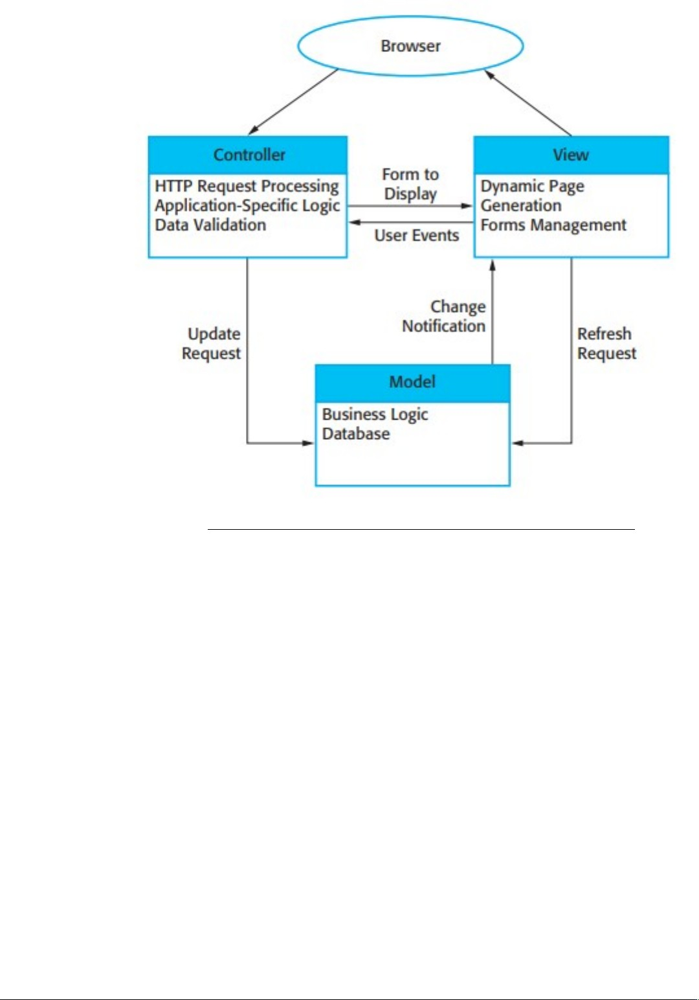 Browser
Controller
HTTP Request Processing
Application-Specific Logic
Data Validation
Form to
Display
User Events
View
Dynamic Page
Generation
Forms Management
Update
Request
Change
Notification
Refresh
Request
Model
Business Logic
Database